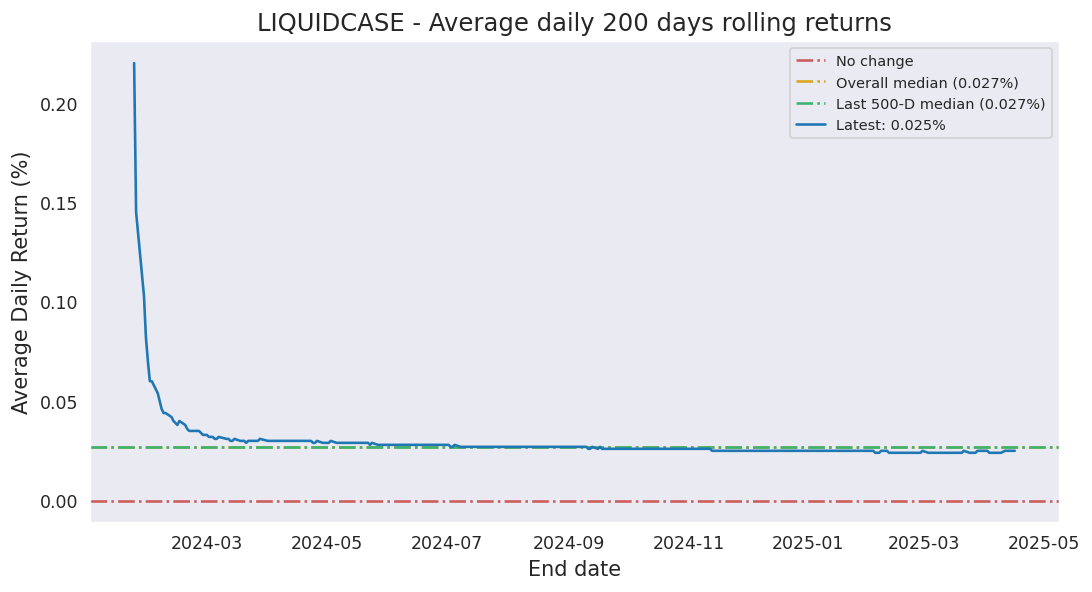 LIQUIDCASE - Average daily 200 days rolling returns
No change
Overall median (0.027%)
Last 500-D median (0.027%)
Latest: 0.025%
Average Daily Return (%)
0.20
0.15
0.10
0.05
0.00
2024-03 2024-05 2024-07 2024-09 2024-11 2025-01 2025-03 2025-05
End date